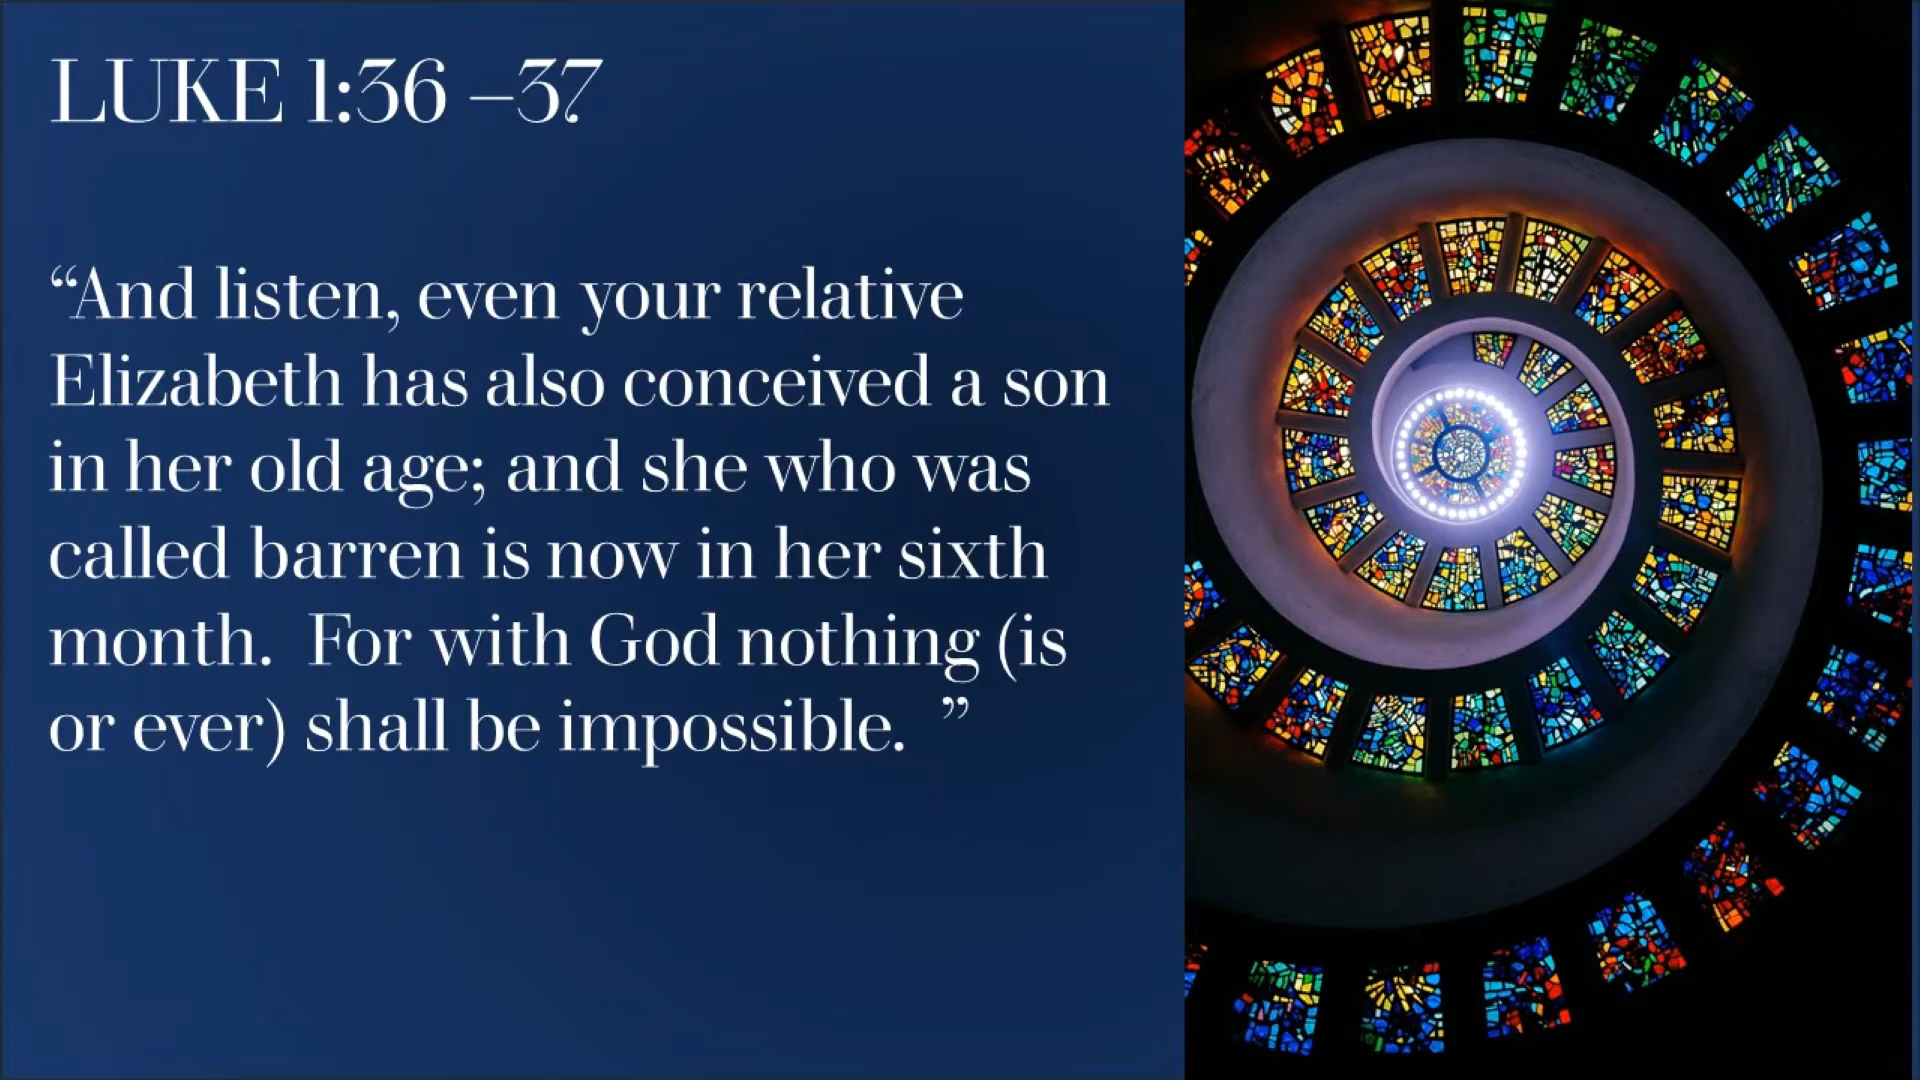 LUKE 1:36 –37
“And listen, even your relative
Elizabeth has also conceived a son
in her old age; and she who was
called barren is now in her sixth
month.  For with God nothing (is
or ever) shall be impossible.  ”